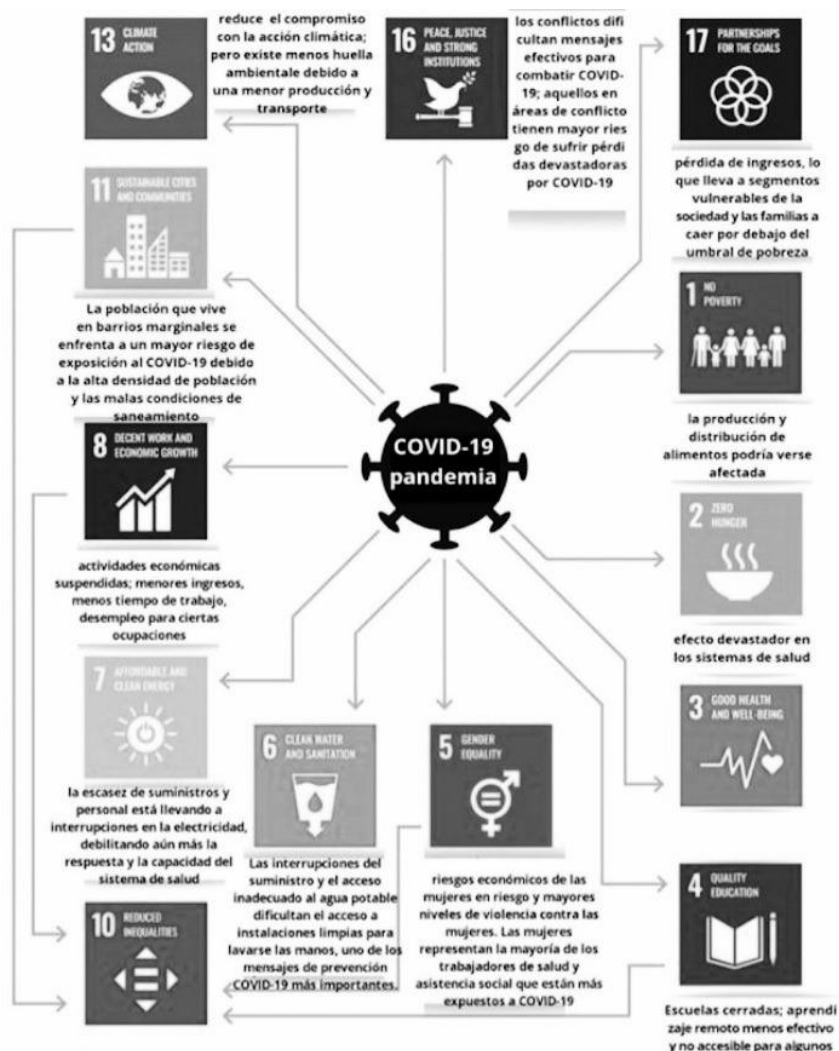 13 CLIMATE
ACTION
reduce el compromiso
con la acción climática;
pero existe menos huella
ambientale debido a
una menor producción y
transporte
16 PEACE, JUSTICE
AND STRONG
INSTITUTIONS
los conflictos difi
cultan mensajes
efectivos para
combatir COVID-
19; aquellos en
áreas de conflicto
tienen mayor ries
go de sufrir pérdi
das devastadoras
por COVID-19
17 PARTNERSHIPS
FOR THE GOALS
pérdida de ingresos, lo
que lleva a segmentos
vulnerables de la
sociedad y las familias a
caer por debajo del
umbral de pobreza
11 SUSTAINABLE CITIES
AND COMMUNITIES
La población que vive
en barrios marginales se
enfrenta a un mayor riesgo de
exposición al COVID-19 debido
a la alta densidad de población
y las malas condiciones de
saneamiento
1 NO
POVERTY
la producción y
distribución de
alimentos podría verse
afectada
COVID-19
pandemia
8 DECENT WORK AND
ECONOMIC GROWTH
actividades económicas
suspendidas; menores ingresos,
menos tiempo de trabajo,
desempleo para ciertas
ocupaciones
2 ZERO
HUNGER
efecto devastador en
los sistemas de salud
7 AFFORDABLE AND
CLEAN ENERGY
la escasez de suministros y
personal está llevando a
interrupciones en la electricidad,
debilitando aún más la
respuesta y la capacidad del
sistema de salud
3 GOOD HEALTH
AND WELL-BEING
6 CLEAN WATER
AND SANITATION
Las interrupciones del
suministro y el acceso
inadecuado al agua potable
dificultan el acceso a
instalaciones limpias para
lavarse las manos, uno de los
mensajes de prevención
COVID-19 más importantes.
5 GENDER
EQUALITY
riesgos económicos de las
mujeres en riesgo y mayores
niveles de violencia contra las
mujeres. Las mujeres
representan la mayoría de los
trabajadores de salud y
asistencia social que están más
expuestos a COVID-19
4 QUALITY
EDUCATION
Escuelas cerradas; aprendi
zaje remoto menos efectivo
y no accesible para algunos
10 REDUCED
INEQUALITIES